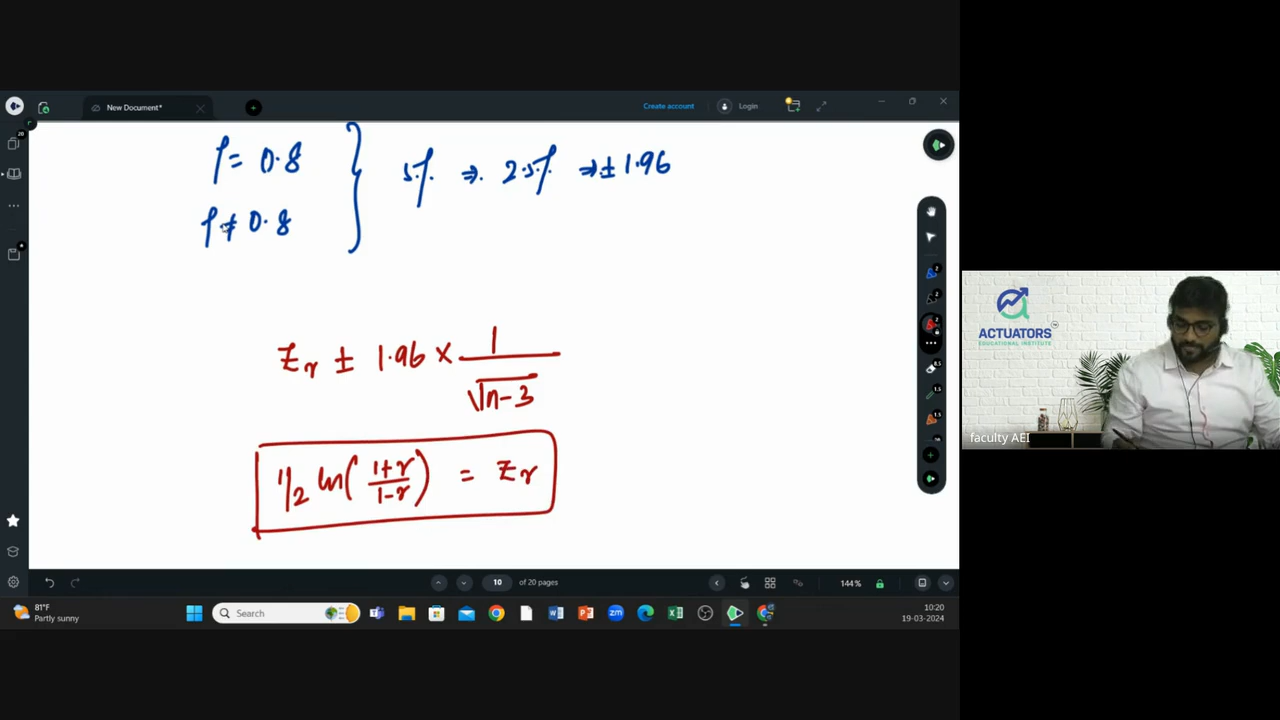 New Document*
Create account
Login
ρ = 0.8
ρ ≠ 0.8
5% ⇒ 2.5% ⇒ ± 1.96
Zr ± 1.96 × 1/√n-3
1/2 ln(1+r/1-r) = Zr
10 of 20 pages
144%
81°F
Partly sunny
Search
10:20
19-03-2024
ACTUATORS
EDUCATIONAL INSTITUTE
faculty AEI